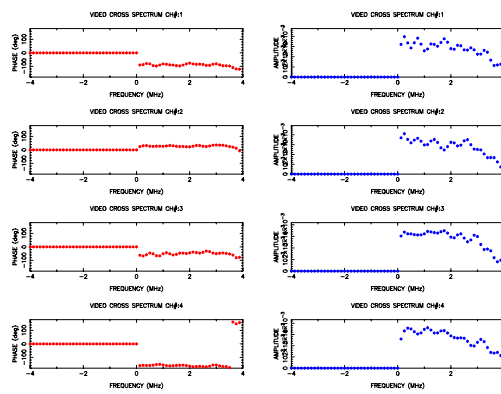 VIDEO CROSS SPECTRUM CH#:1 VIDEO CROSS SPECTRUM CH#:1
PHASE (deg) -100 0 100
AMPLITUDE
-4 -2 0 2 4 -4 -2 0 2
FREQUENCY (MHz) FREQUENCY (MHz)
VIDEO CROSS SPECTRUM CH#:2 VIDEO CROSS SPECTRUM CH#:2
PHASE (deg) -100 0 100
AMPLITUDE
-4 -2 0 2 4 -4 -2 0 2
FREQUENCY (MHz) FREQUENCY (MHz)
VIDEO CROSS SPECTRUM CH#:3 VIDEO CROSS SPECTRUM CH#:3
PHASE (deg) -100 0 100
AMPLITUDE
-4 -2 0 2 4 -4 -2 0 2
FREQUENCY (MHz) FREQUENCY (MHz)
VIDEO CROSS SPECTRUM CH#:4 VIDEO CROSS SPECTRUM CH#:4
PHASE (deg) -100 0 100
AMPLITUDE
-4 -2 0 2 4 -4 -2 0 2
FREQUENCY (MHz) FREQUENCY (MHz)